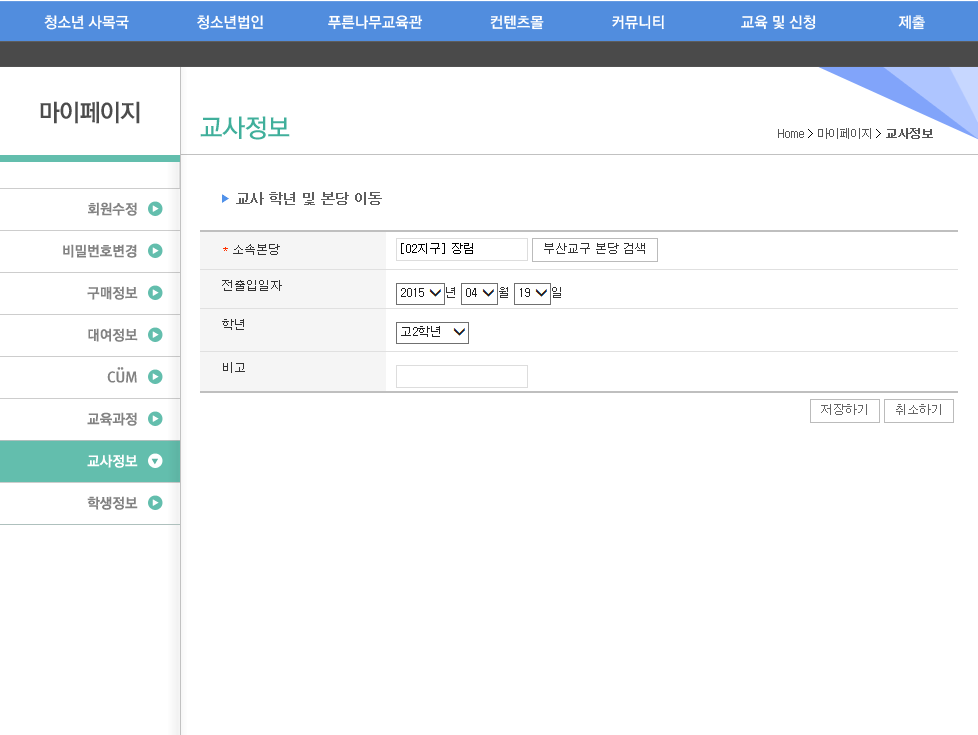 청소년 사목국 청소년법인 푸른나무교육관 컨텐츠몰 커뮤니티 교육 및 신청 제출
마이페이지
교사정보
Home > 마이페이지 > 교사정보
회원수정
비밀번호변경
구매정보
대여정보
CÜM
교육과정
교사정보
학생정보
교사 학년 및 본당 이동
* 소속본당 [02지구] 장림 부산교구 본당 검색
전출입일자 2015 년 04 월 19 일
학년 고2학년
비고
저장하기 취소하기